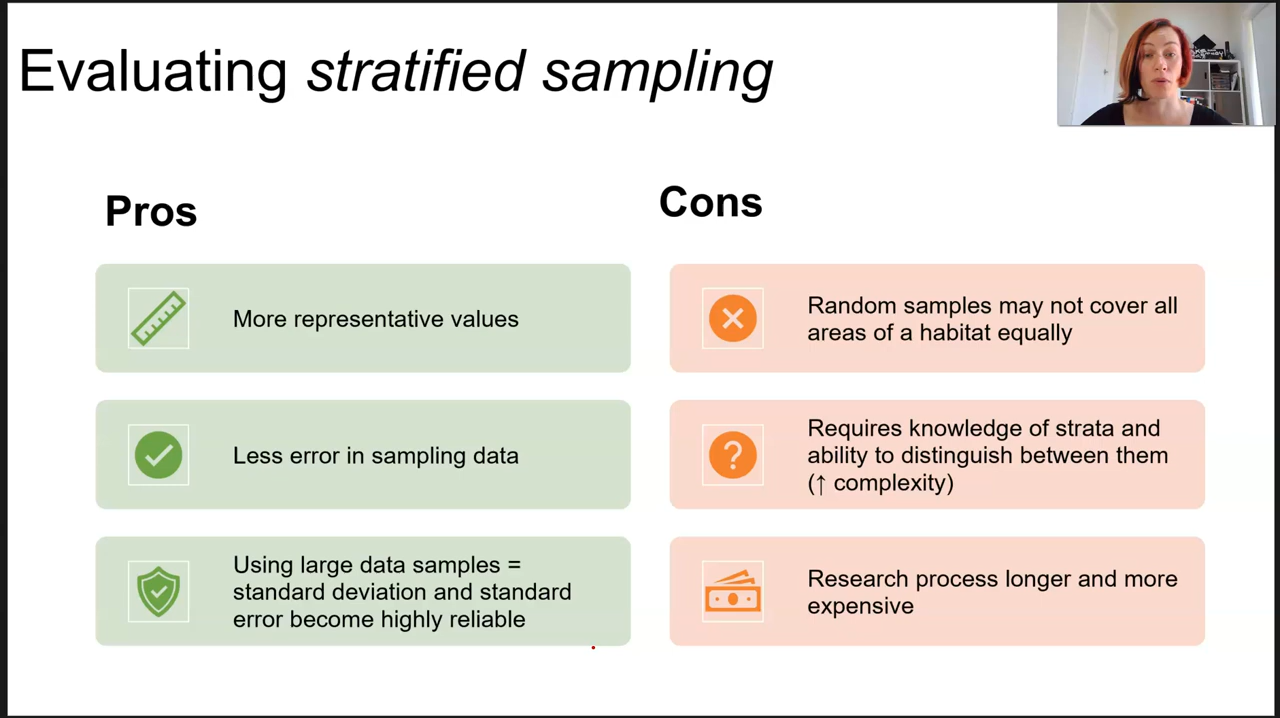 Evaluating stratified sampling
Pros
More representative values
Less error in sampling data
Using large data samples =
standard deviation and standard
error become highly reliable
Cons
Random samples may not cover all
areas of a habitat equally
Requires knowledge of strata and
ability to distinguish between them
(↑ complexity)
Research process longer and more
expensive